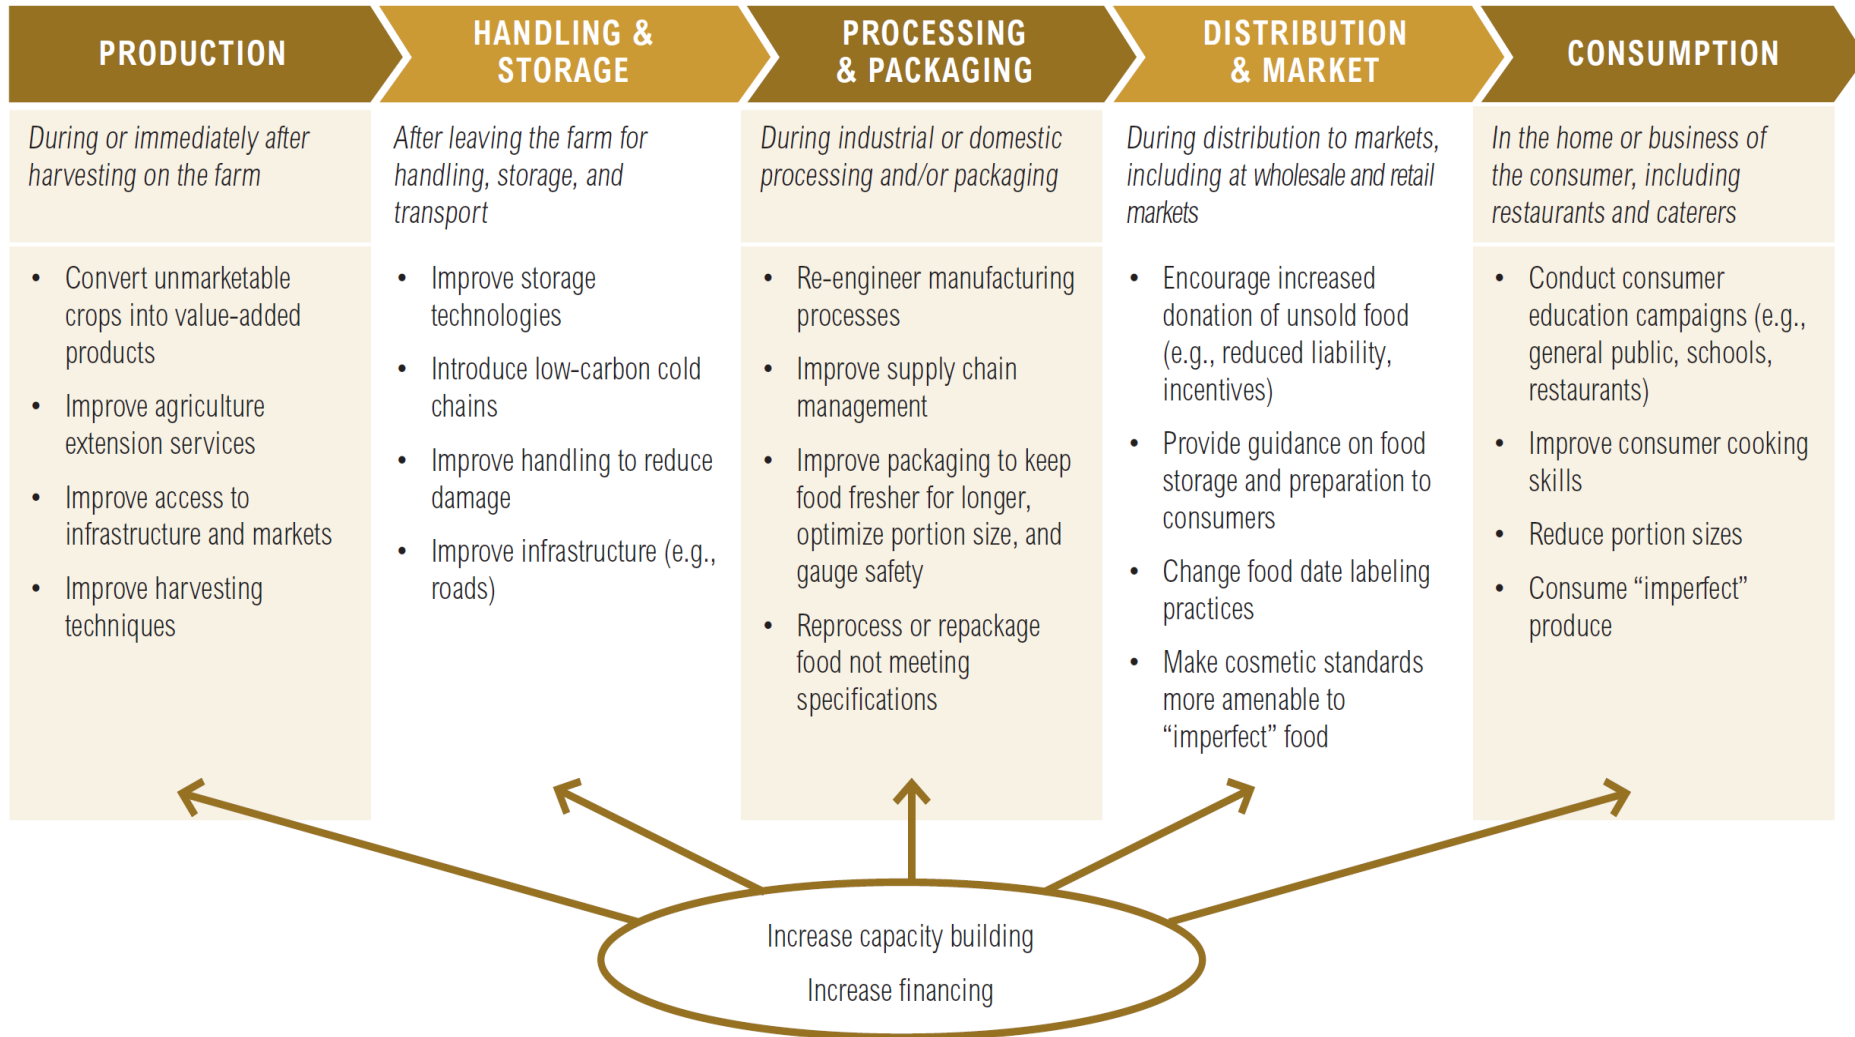 PRODUCTION
HANDLING &
STORAGE
PROCESSING
& PACKAGING
DISTRIBUTION
& MARKET
CONSUMPTION
During or immediately after
harvesting on the farm
After leaving the farm for
handling, storage, and
transport
During industrial or domestic
processing and/or packaging
During distribution to markets,
including at wholesale and retail
markets
In the home or business of
the consumer, including
restaurants and caterers
• Convert unmarketable
crops into value-added
products
• Improve agriculture
extension services
• Improve access to
infrastructure and markets
• Improve harvesting
techniques
• Improve storage
technologies
• Introduce low-carbon cold
chains
• Improve handling to reduce
damage
• Improve infrastructure (e.g.,
roads)
• Re-engineer manufacturing
processes
• Improve supply chain
management
• Improve packaging to keep
food fresher for longer,
optimize portion size, and
gauge safety
• Reprocess or repackage
food not meeting
specifications
• Encourage increased
donation of unsold food
(e.g., reduced liability,
incentives)
• Provide guidance on food
storage and preparation to
consumers
• Change food date labeling
practices
• Make cosmetic standards
more amenable to
“imperfect” food
• Conduct consumer
education campaigns (e.g.,
general public, schools,
restaurants)
• Improve consumer cooking
skills
• Reduce portion sizes
• Consume “imperfect”
produce
Increase capacity building
Increase financing